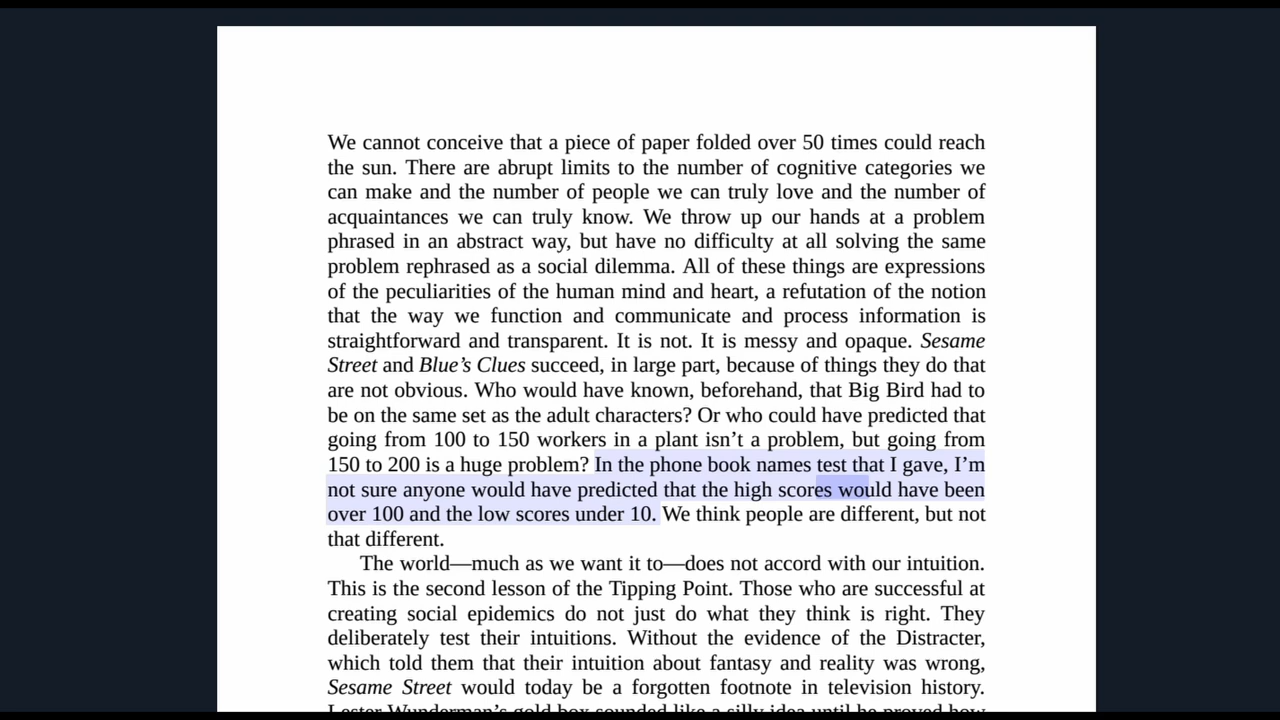 We cannot conceive that a piece of paper folded over 50 times could reach
the sun. There are abrupt limits to the number of cognitive categories we
can make and the number of people we can truly love and the number of
acquaintances we can truly know. We throw up our hands at a problem
phrased in an abstract way, but have no difficulty at all solving the same
problem rephrased as a social dilemma. All of these things are expressions
of the peculiarities of the human mind and heart, a refutation of the notion
that the way we function and communicate and process information is
straightforward and transparent. It is not. It is messy and opaque. Sesame
Street and Blue’s Clues succeed, in large part, because of things they do that
are not obvious. Who would have known, beforehand, that Big Bird had to
be on the same set as the adult characters? Or who could have predicted that
going from 100 to 150 workers in a plant isn’t a problem, but going from
150 to 200 is a huge problem? In the phone book names test that I gave, I’m
not sure anyone would have predicted that the high scores would have been
over 100 and the low scores under 10. We think people are different, but not
that different.
The world—much as we want it to—does not accord with our intuition.
This is the second lesson of the Tipping Point. Those who are successful at
creating social epidemics do not just do what they think is right. They
deliberately test their intuitions. Without the evidence of the Distracter,
which told them that their intuition about fantasy and reality was wrong,
Sesame Street would today be a forgotten footnote in television history.
Lester Wunderman’s gold box sounded like a silly idea until he proved how